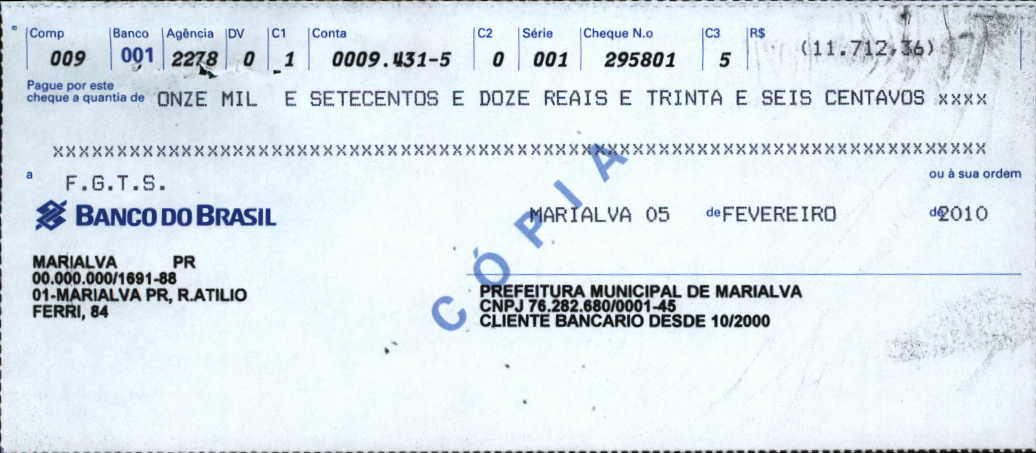 Comp Banco Agência DV C1 Conta C2 Série Cheque N.o C3 R$
009 001 2278 0 1 0009.431-5 0 001 295801 5 (11.712,36)
Pague por este
cheque a quantia de ONZE MIL E SETECENTOS E DOZE REAIS E TRINTA E SEIS CENTAVOS xxxx
xxxxxxxxxxxxxxxxxxxxxxxxxxxxxxxxxxxxxxxxxxxxxxxxxxxxxxxxxxxxxxxxxxxxxxxx
a F.G.T.S. ou à sua ordem
BANCO DO BRASIL
MARIALVA 05 de FEVEREIRO de 2010
CÓPIA
MARIALVA PR
00.000.000/1691-88
01-MARIALVA PR, R.ATILIO
FERRI, 84
PREFEITURA MUNICIPAL DE MARIALVA
CNPJ 76.282.680/0001-45
CLIENTE BANCARIO DESDE 10/2000